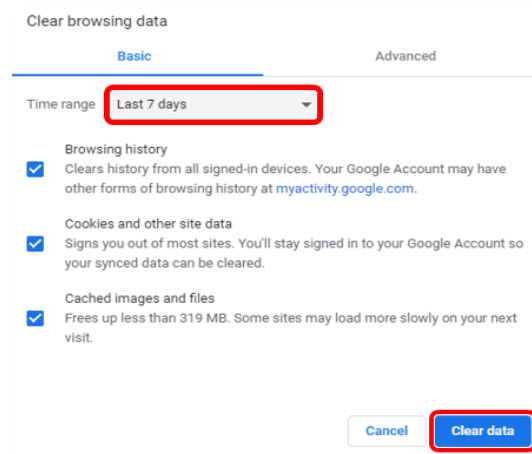 Clear browsing data
Basic
Advanced
Time range
Last 7 days
Browsing history
Clears history from all signed-in devices. Your Google Account may have
other forms of browsing history at myactivity.google.com.
Cookies and other site data
Signs you out of most sites. You'll stay signed in to your Google Account so
your synced data can be cleared.
Cached images and files
Frees up less than 319 MB. Some sites may load more slowly on your next
visit.
Cancel
Clear data